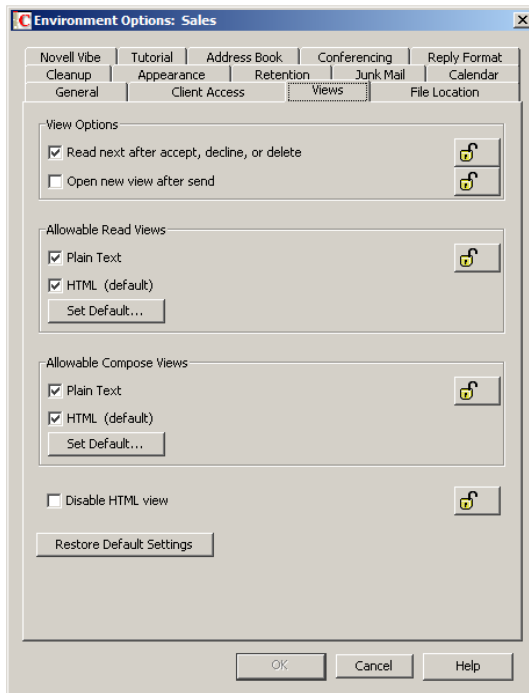 Environment Options: Sales
Novell Vibe Tutorial Address Book Conferencing Reply Format
Cleanup Appearance Retention Junk Mail Calendar
General Client Access Views File Location
View Options
Read next after accept, decline, or delete
Open new view after send
Allowable Read Views
Plain Text
HTML (default)
Set Default...
Allowable Compose Views
Plain Text
HTML (default)
Set Default...
Disable HTML view
Restore Default Settings
OK Cancel Help